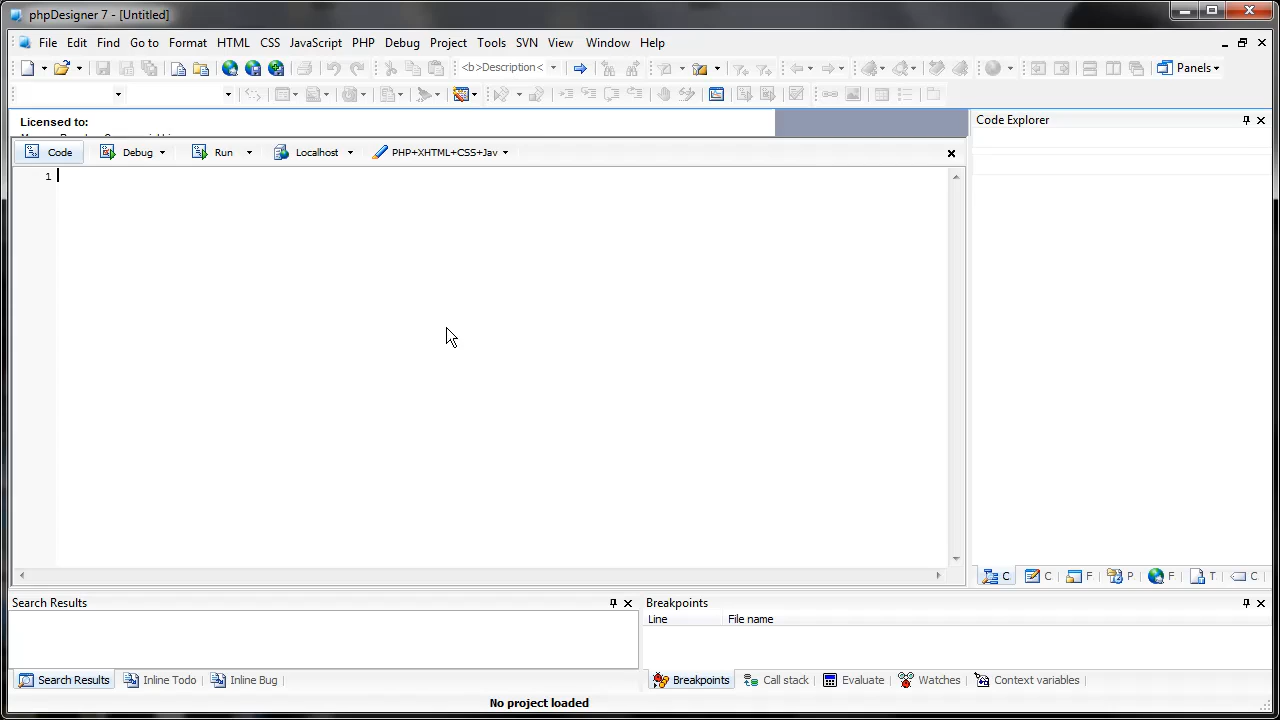 phpDesigner 7 - [Untitled]
File Edit Find Go to Format HTML CSS JavaScript PHP Debug Project Tools SVN View Window Help
<b>Description<
Panels
Licensed to:
Code Explorer
Code Debug Run Localhost PHP+XHTML+CSS+Jav
1
C C F P F T C
Search Results
Breakpoints
Line File name
Search Results Inline Todo Inline Bug
Breakpoints Call stack Evaluate Watches Context variables
No project loaded